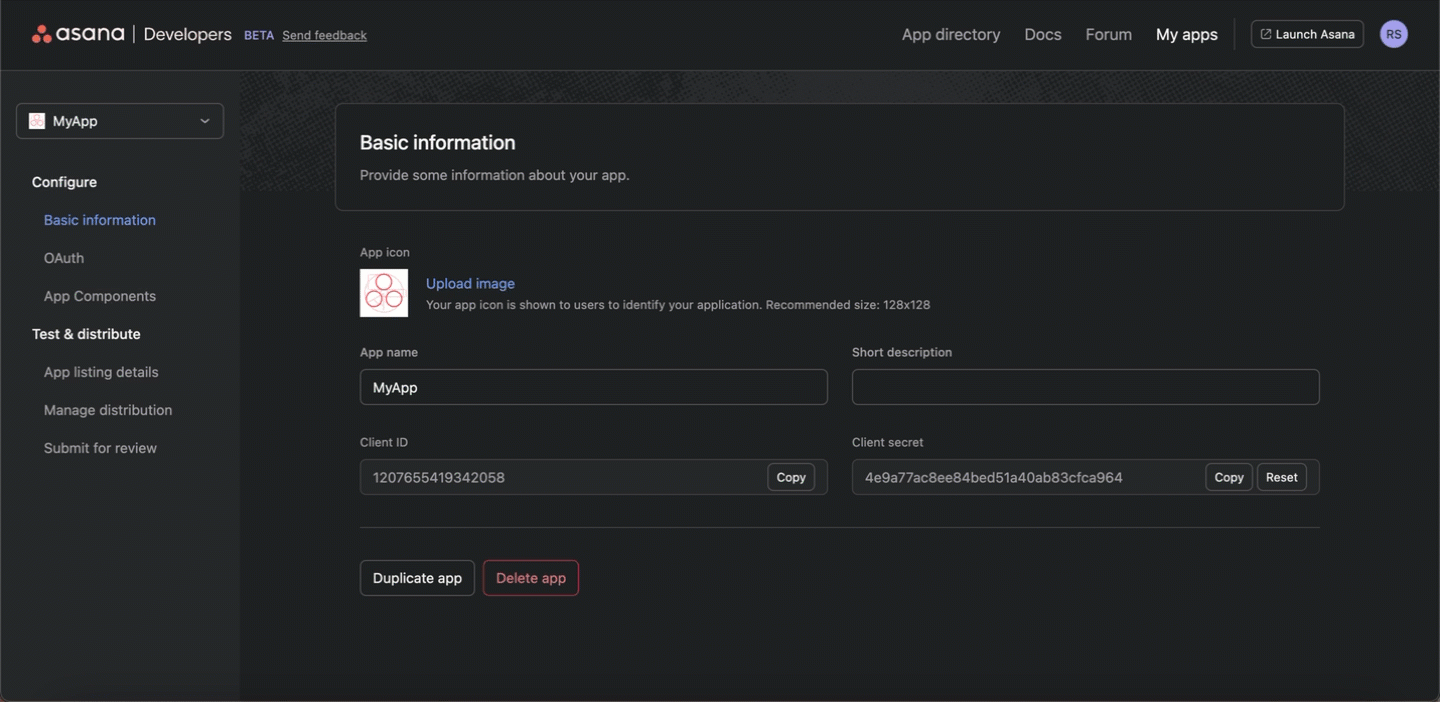 asana Developers BETA Send feedback
App directory Docs Forum My apps Launch Asana RS
MyApp
Configure
Basic information
OAuth
App Components
Test & distribute
App listing details
Manage distribution
Submit for review
Basic information
Provide some information about your app.
App icon
Upload image
Your app icon is shown to users to identify your application. Recommended size: 128x128
App name
MyApp
Short description
Client ID
1207655419342058 Copy
Client secret
4e9a77ac8ee84bed51a40ab83cfca964 Copy Reset
Duplicate app Delete app